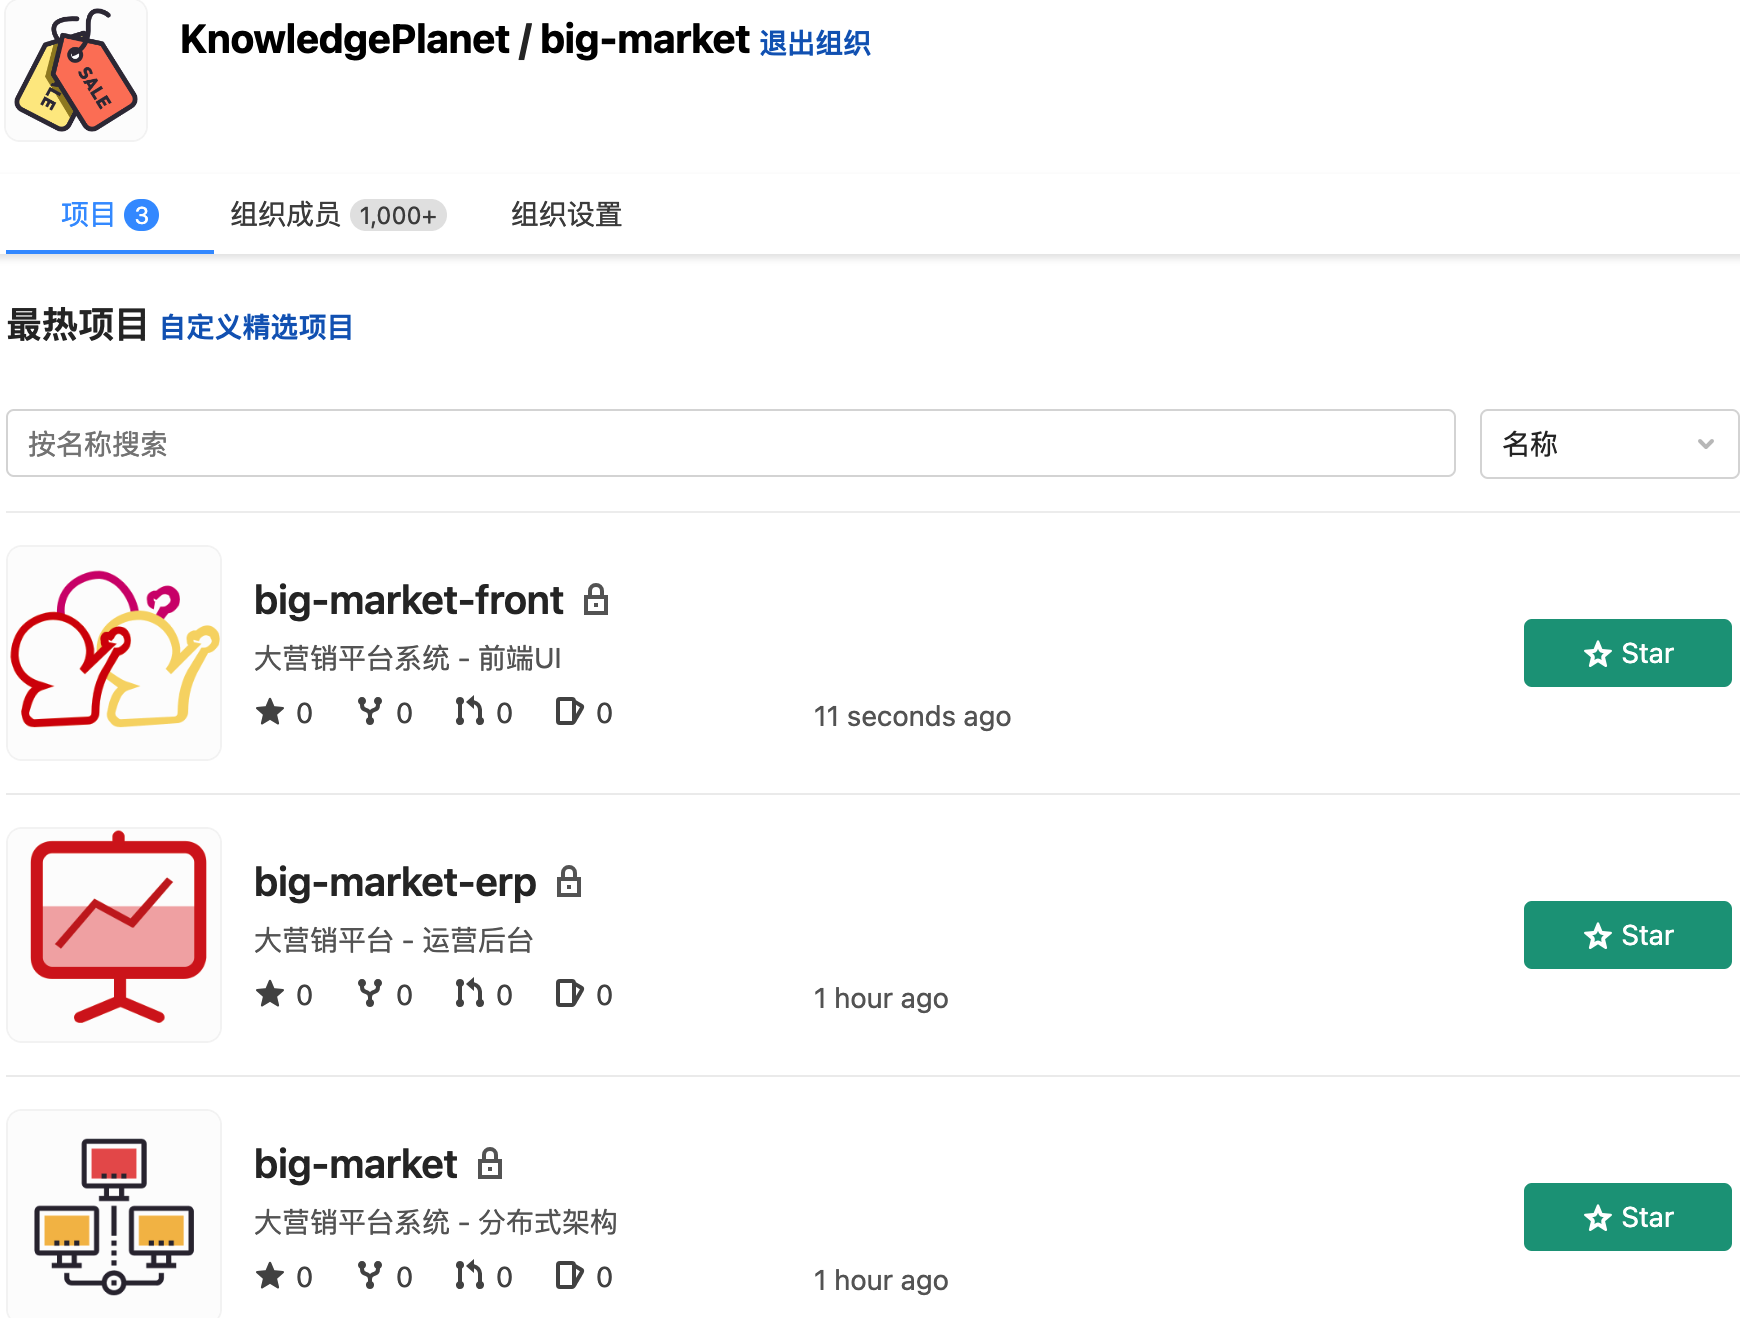 SALE
LE
KnowledgePlanet / big-market 退出组织
项目 3 组织成员 1,000+ 组织设置
最热项目 自定义精选项目
按名称搜索 名称
big-market-front
大营销平台系统 - 前端UI
0 0 0 0 11 seconds ago
Star
big-market-erp
大营销平台 - 运营后台
0 0 0 0 1 hour ago
Star
big-market
大营销平台系统 - 分布式架构
0 0 0 0 1 hour ago
Star